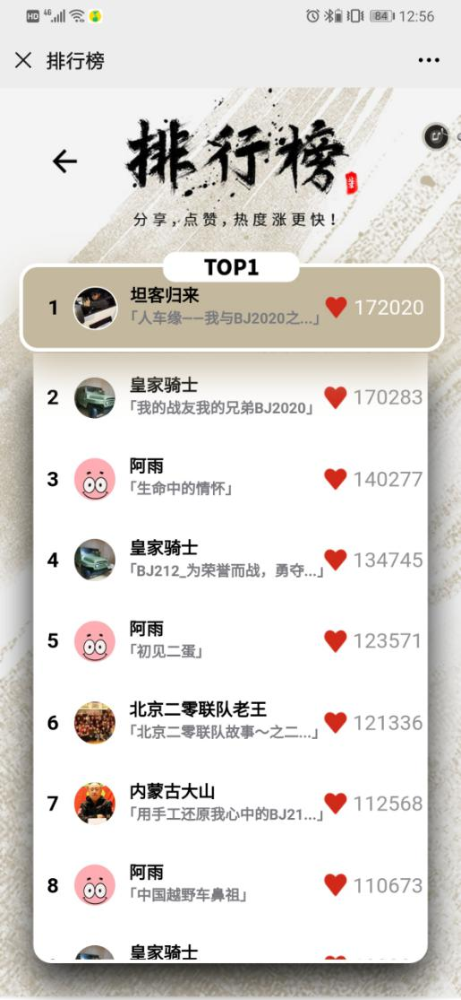 HD 4G 84 12:56
排行榜
排行榜
分享,点赞,热度涨更快!
TOP1
1 坦客归来 172020
「人车缘——我与BJ2020之...」
2 皇家骑士 170283
「我的战友我的兄弟BJ2020」
3 阿雨 140277
「生命中的情怀」
4 皇家骑士 134745
「BJ212_为荣誉而战，勇夺...」
5 阿雨 123571
「初见二蛋」
6 北京二零联队老王 121336
「北京二零联队故事～之二...」
7 内蒙古大山 112568
「用手工还原我心中的BJ21...」
8 阿雨 110673
「中国越野车鼻祖」
皇家骑士